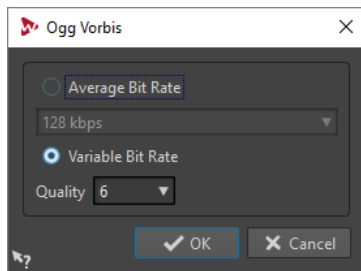 Ogg Vorbis
Average Bit Rate
128 kbps
Variable Bit Rate
Quality 6
OK Cancel
?